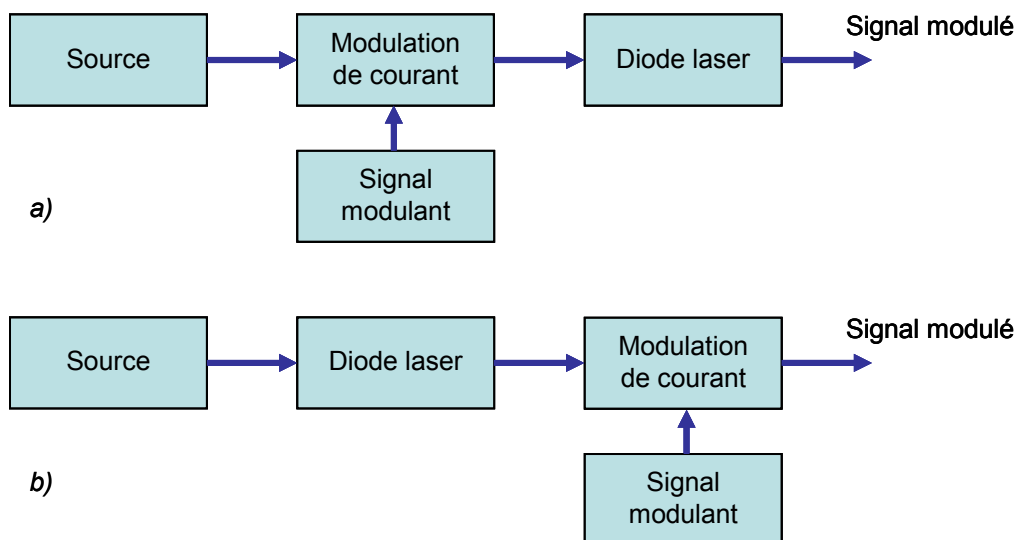 Source
Modulation
de courant
Diode laser
Signal modulé
Signal
modulant
a)
Source
Diode laser
Modulation
de courant
Signal modulé
Signal
modulant
b)